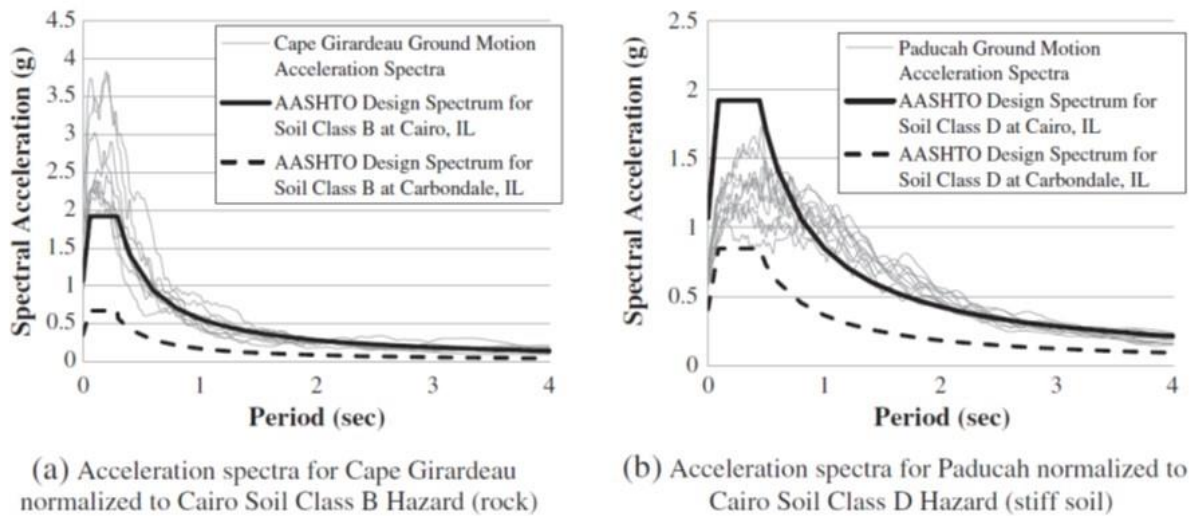 4.5
4
3.5
3
2.5
2
1.5
1
0.5
0
Spectral Acceleration (g)
Cape Girardeau Ground Motion
Acceleration Spectra
AASHTO Design Spectrum for
Soil Class B at Cairo, IL
AASHTO Design Spectrum for
Soil Class B at Carbondale, IL
0 1 2 3 4
Period (sec)
(a) Acceleration spectra for Cape Girardeau
normalized to Cairo Soil Class B Hazard (rock)
2.5
2
1.5
1
0.5
0
Spectral Acceleration (g)
Paducah Ground Motion
Acceleration Spectra
AASHTO Design Spectrum for
Soil Class D at Cairo, IL
AASHTO Design Spectrum for
Soil Class D at Carbondale, IL
0 1 2 3 4
Period (sec)
(b) Acceleration spectra for Paducah normalized to
Cairo Soil Class D Hazard (stiff soil)